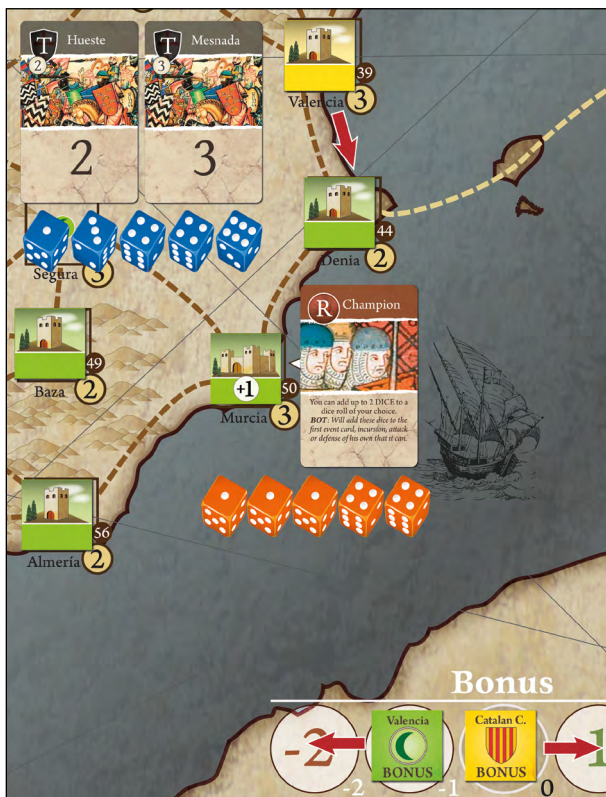 T
Hueste
2
2
T
Mesnada
3
3
39
Valencia
3
44
Denia
2
Segura
3
R
Champion
You can add up to 2 DICE to a
dice roll of your choice.
BOT: Will add these dice to the
first event card, incursion, attack
or defense of his own that it can.
49
Baza
2
+1
50
Murcia
3
56
Almería
2
Bonus
-2
Valencia
BONUS
Catalan C.
BONUS
1
-2
-1
0